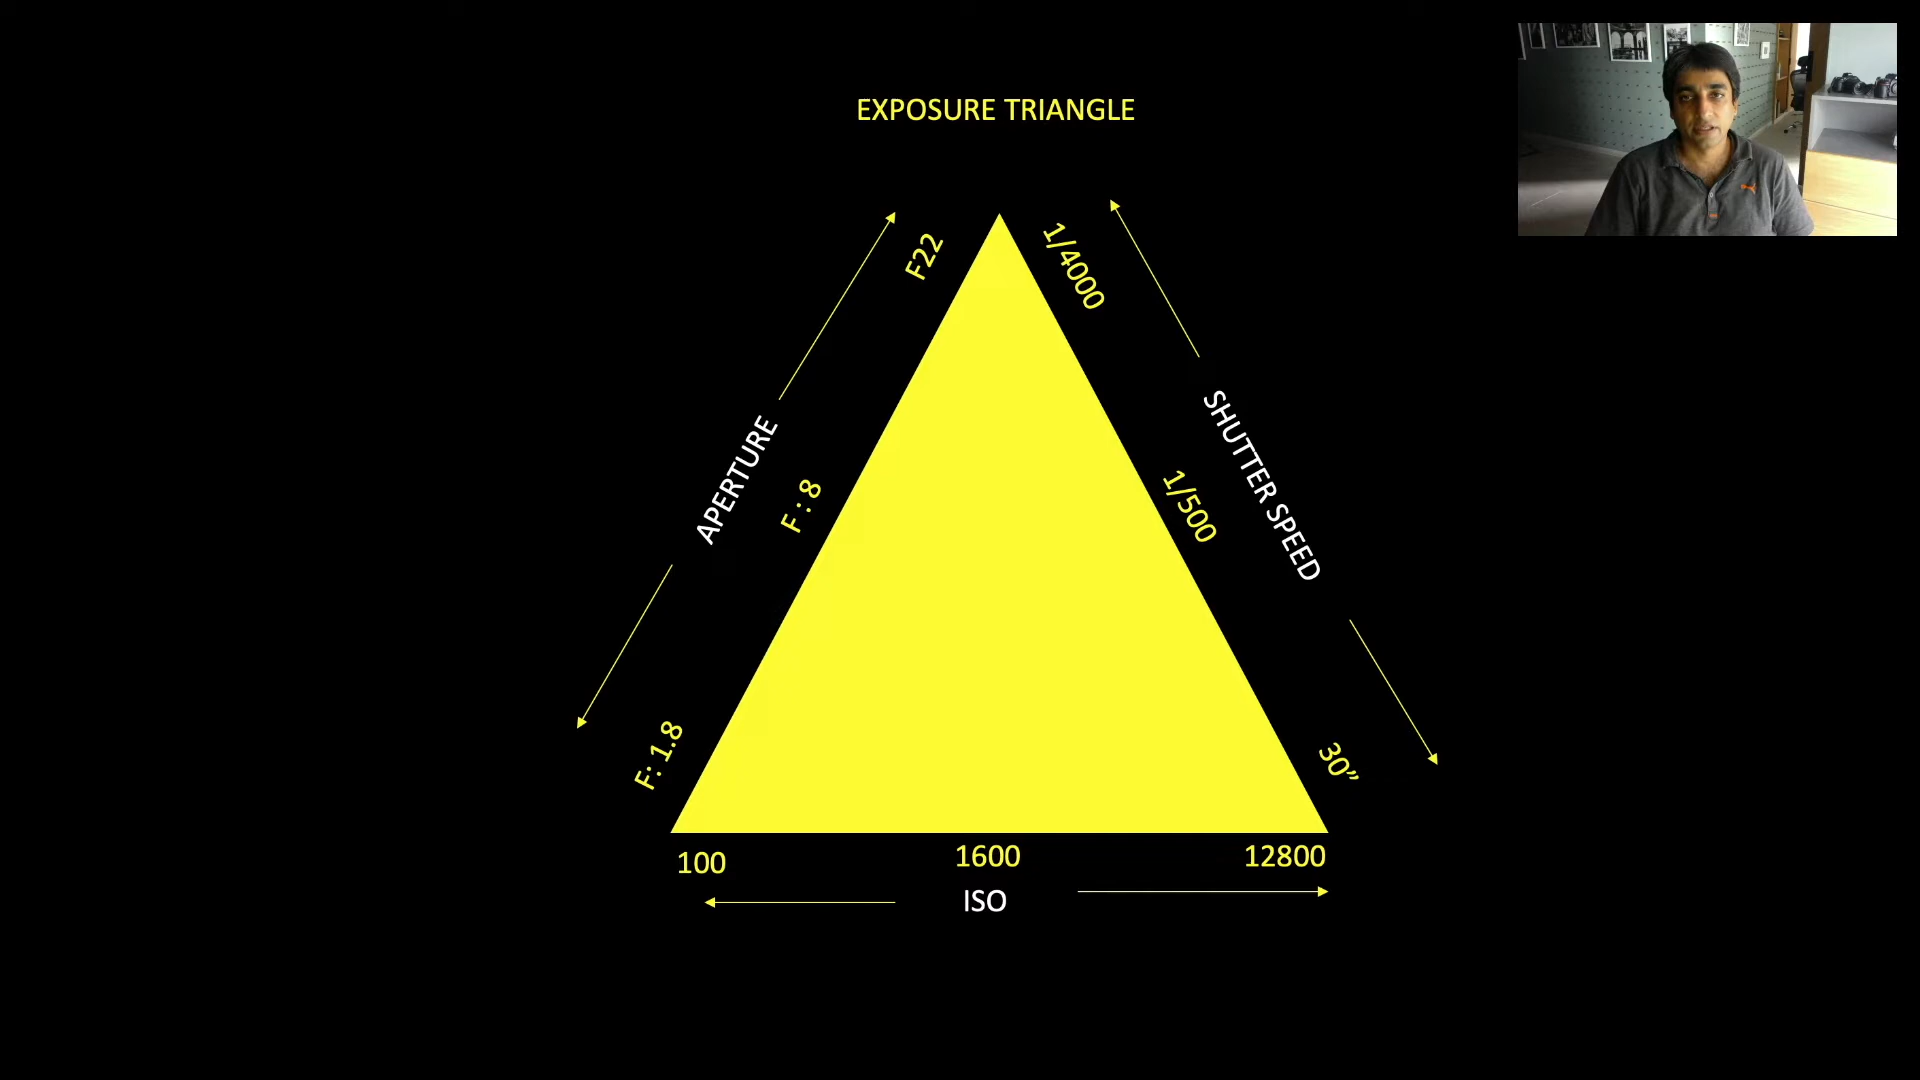 EXPOSURE TRIANGLE
F22
1/4000
APERTURE
SHUTTER SPEED
F : 8
1/500
F: 1.8
30”
100
1600
12800
ISO